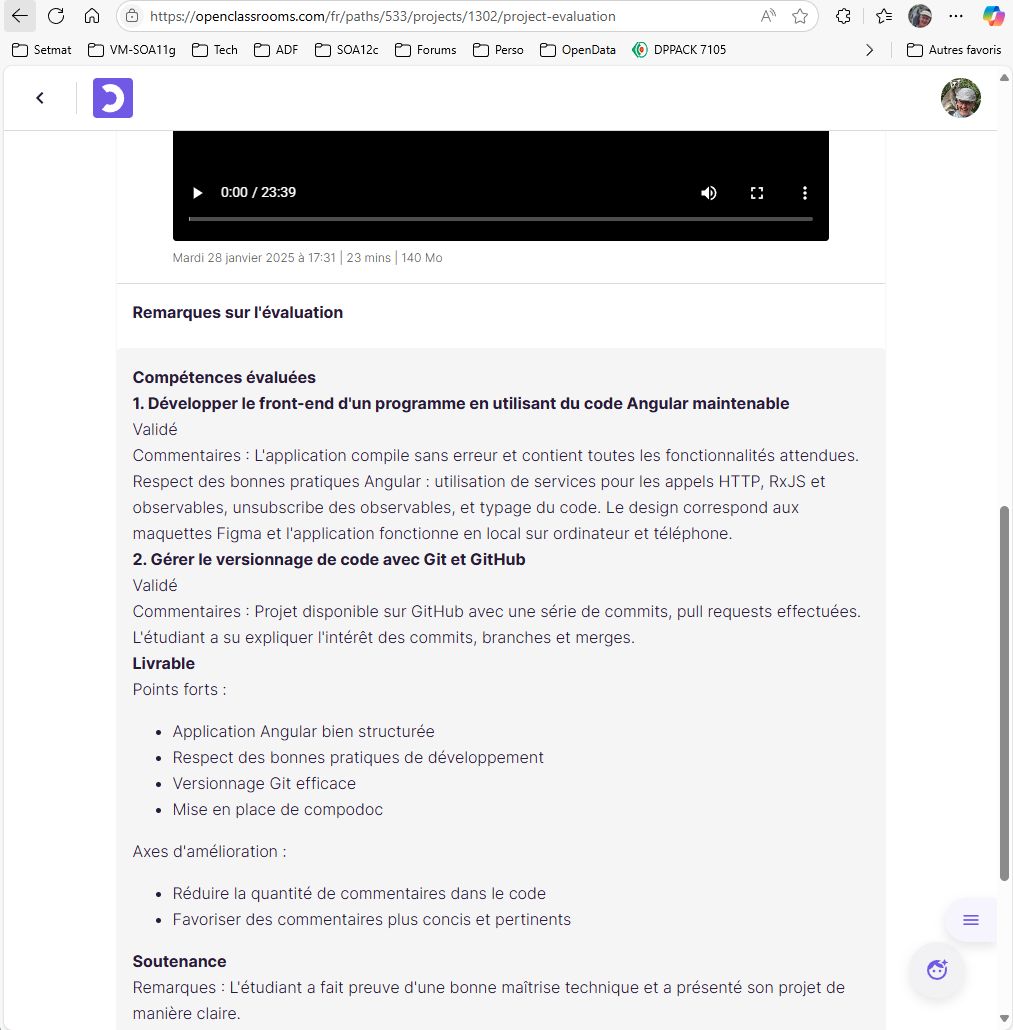 https://openclassrooms.com/fr/paths/533/projects/1302/project-evaluation
Setmat VM-SOA11g Tech ADF SOA12c Forums Perso OpenData DPPACK 7105 Autres favoris
0:00 / 23:39
Mardi 28 janvier 2025 à 17:31 | 23 mins | 140 Mo
Remarques sur l'évaluation
Compétences évaluées
1. Développer le front-end d'un programme en utilisant du code Angular maintenable
Validé
Commentaires : L'application compile sans erreur et contient toutes les fonctionnalités attendues.
Respect des bonnes pratiques Angular : utilisation de services pour les appels HTTP, RxJS et
observables, unsubscribe des observables, et typage du code. Le design correspond aux
maquettes Figma et l'application fonctionne en local sur ordinateur et téléphone.
2. Gérer le versionnage de code avec Git et GitHub
Validé
Commentaires : Projet disponible sur GitHub avec une série de commits, pull requests effectuées.
L'étudiant a su expliquer l'intérêt des commits, branches et merges.
Livrable
Points forts :
• Application Angular bien structurée
• Respect des bonnes pratiques de développement
• Versionnage Git efficace
• Mise en place de compodoc
Axes d'amélioration :
• Réduire la quantité de commentaires dans le code
• Favoriser des commentaires plus concis et pertinents
Soutenance
Remarques : L'étudiant a fait preuve d'une bonne maîtrise technique et a présenté son projet de
manière claire.